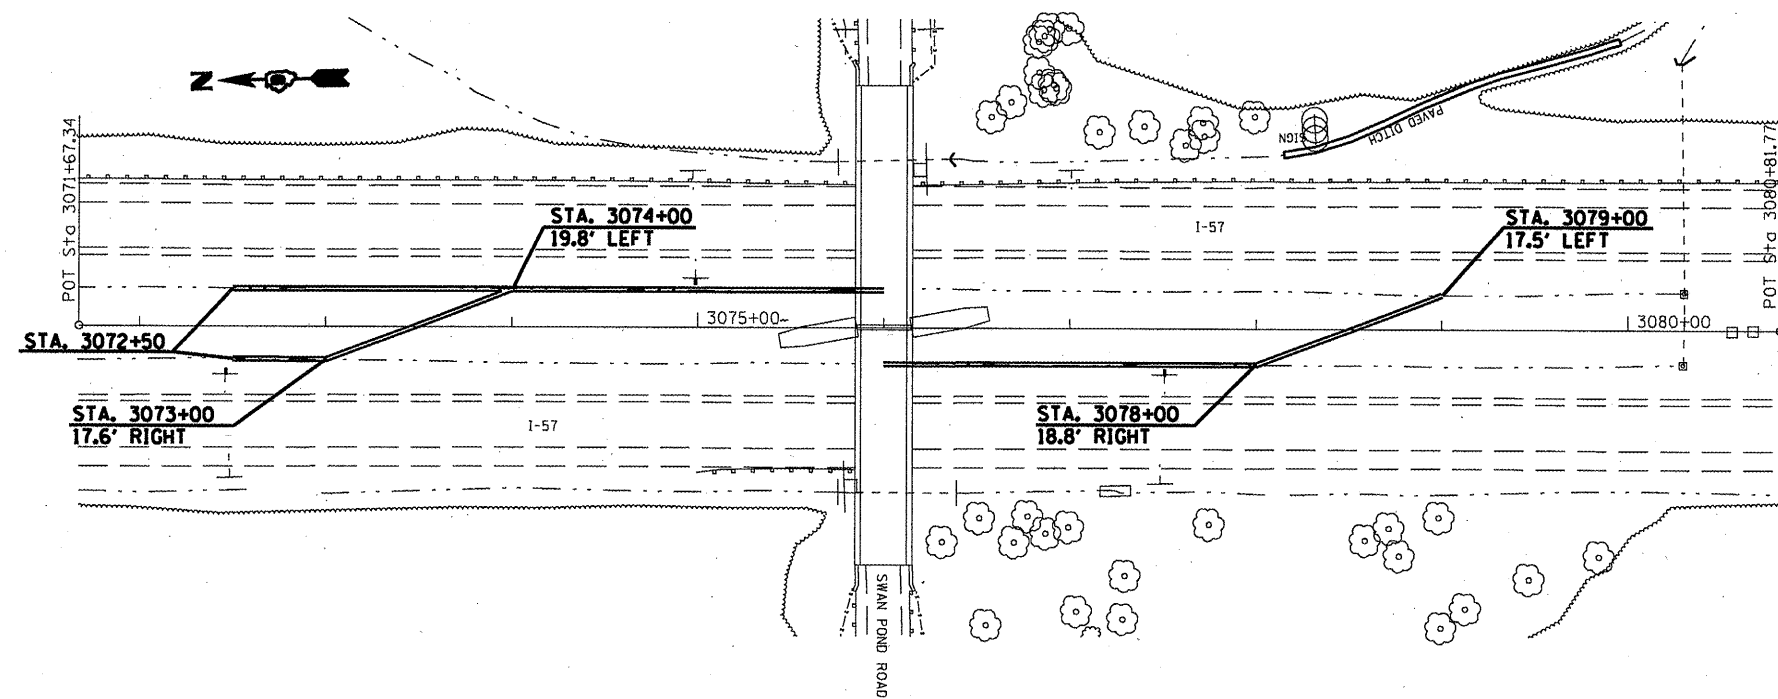 N
POT Sta 3071+67.34
STA. 3074+00
19.8' LEFT
STA. 3072+50
STA. 3073+00
17.6' RIGHT
I-57
3075+00
SWAN POND ROAD
SIGN
PAVED DITCH
I-57
STA. 3079+00
17.5' LEFT
STA. 3078+00
18.8' RIGHT
3080+00
POT Sta 3080+81.77